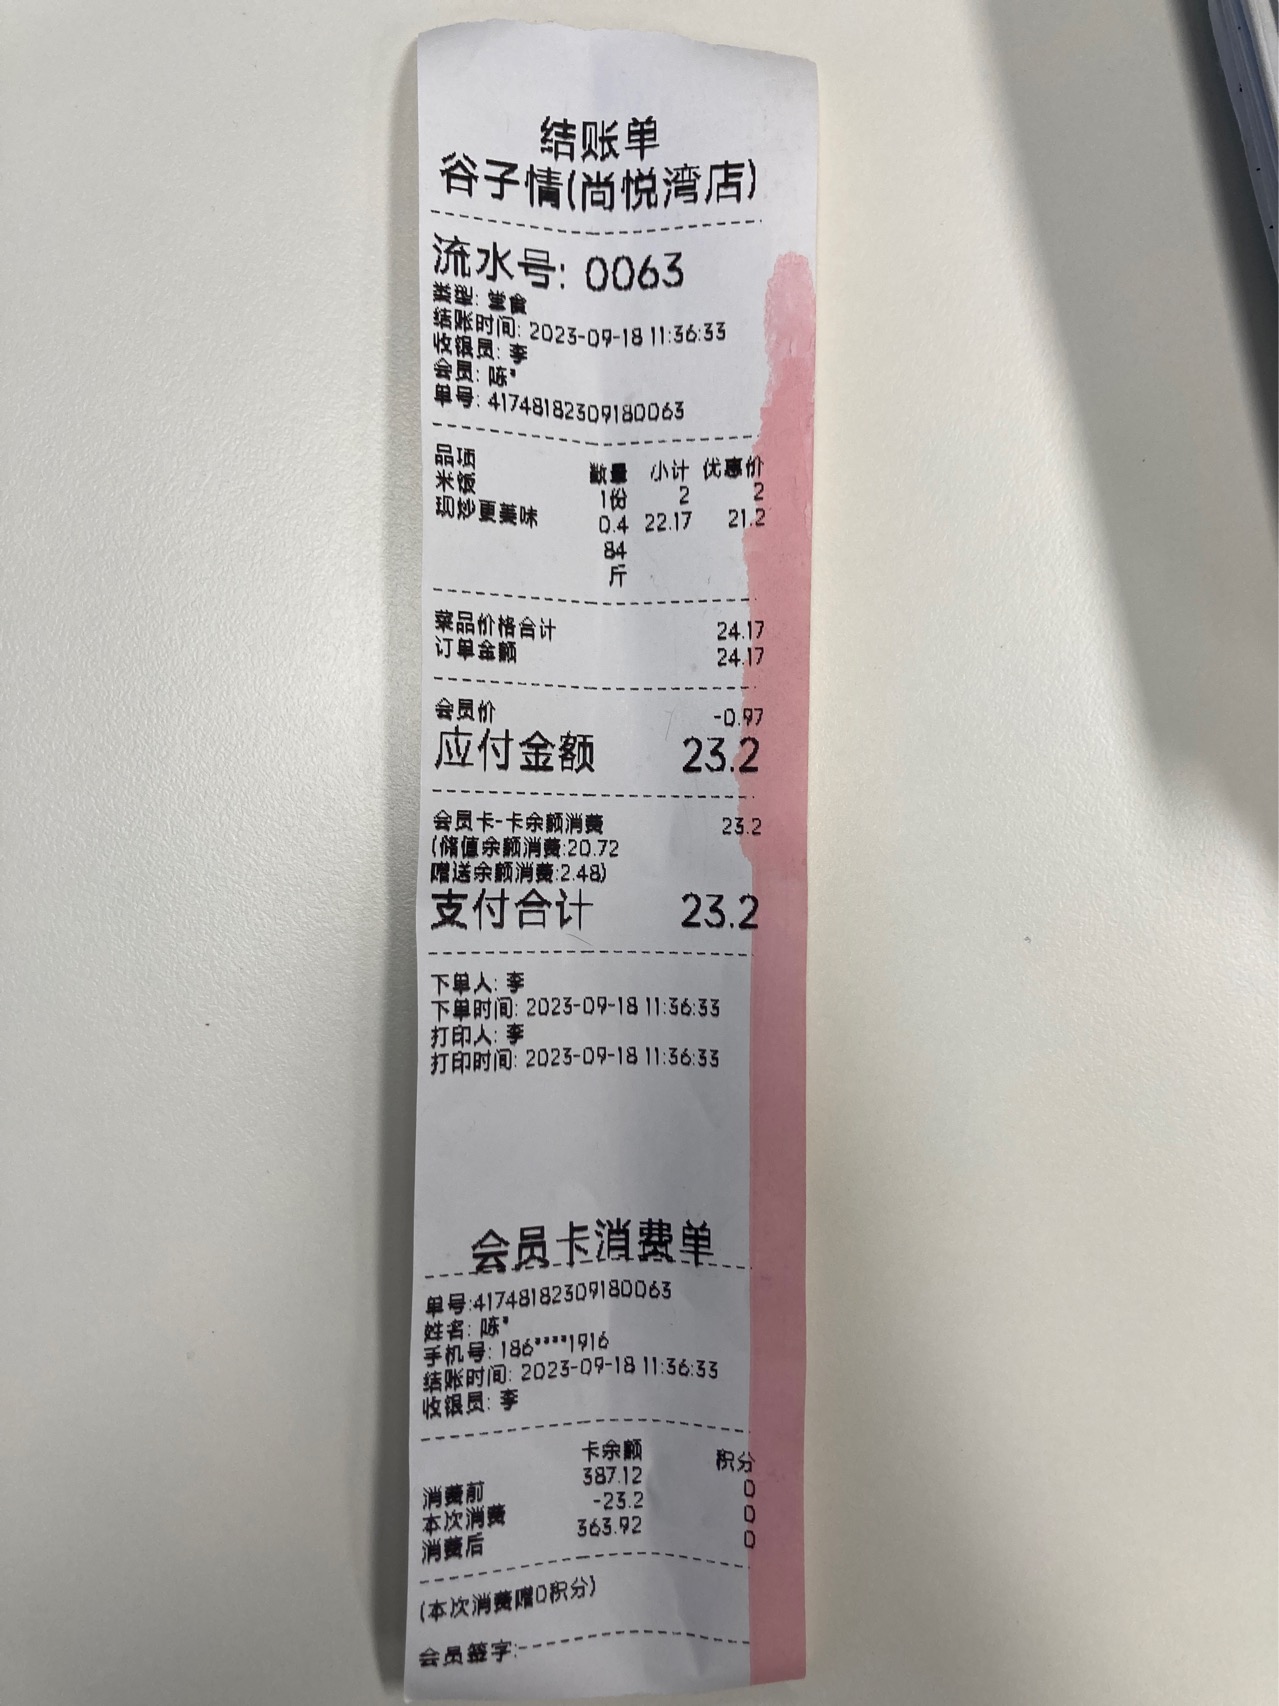 结账单
谷子情(尚悦湾店)
流水号: 0063
类型: 堂食
结账时间: 2023-09-18 11:36:33
收银员: 李
会员: 陈*
单号: 41748182309180063
品项 数量 小计 优惠价
米饭 1份 2 2
现炒更美味 0.4 22.17 21.2
84
斤
菜品价格合计 24.17
订单金额 24.17
会员价 -0.97
应付金额 23.2
会员卡-卡余额消费 23.2
(储值余额消费:20.72
赠送余额消费:2.48)
支付合计 23.2
下单人: 李
下单时间: 2023-09-18 11:36:33
打印人: 李
打印时间: 2023-09-18 11:36:33
会员卡消费单
单号:41748182309180063
姓名: 陈*
手机号: 186****1916
结账时间: 2023-09-18 11:36:33
收银员: 李
卡余额 积分
消费前 387.12 0
本次消费 -23.2 0
消费后 363.92 0
(本次消费赠0积分)
会员签字: